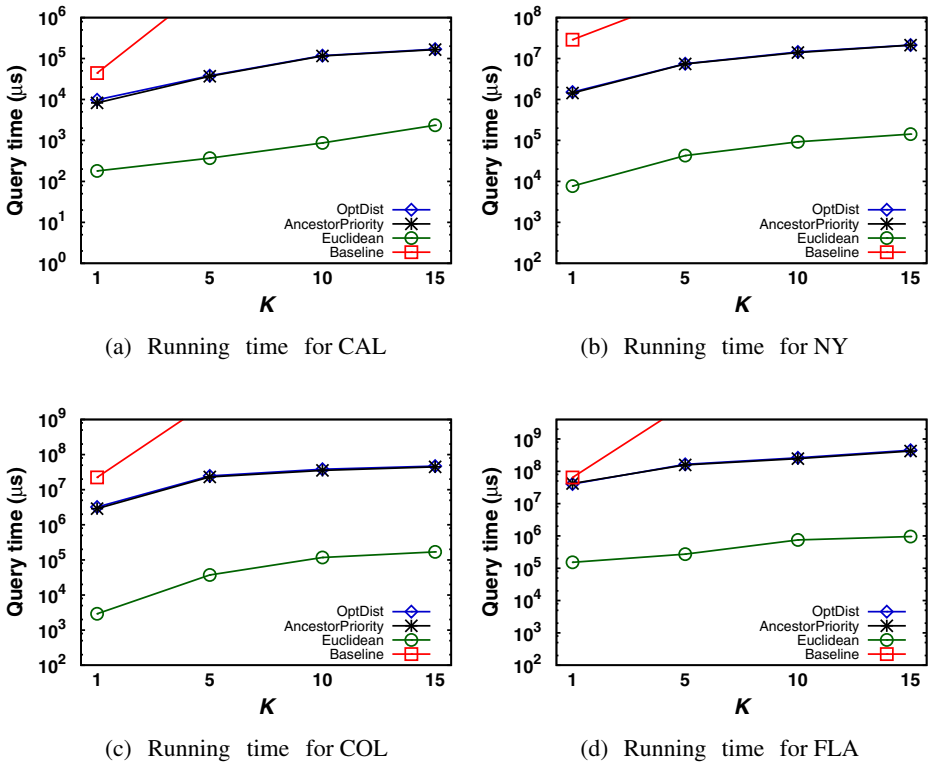 Query time (μs)
10^6
10^5
10^4
10^3
10^2
10^1
10^0
OptDist
AncestorPriority
Euclidean
Baseline
1 5 10 15
K
(a) Running time for CAL
Query time (μs)
10^8
10^7
10^6
10^5
10^4
10^3
10^2
OptDist
AncestorPriority
Euclidean
Baseline
1 5 10 15
K
(b) Running time for NY
Query time (μs)
10^9
10^8
10^7
10^6
10^5
10^4
10^3
10^2
OptDist
AncestorPriority
Euclidean
Baseline
1 5 10 15
K
(c) Running time for COL
Query time (μs)
10^9
10^8
10^7
10^6
10^5
10^4
10^3
10^2
OptDist
AncestorPriority
Euclidean
Baseline
1 5 10 15
K
(d) Running time for FLA